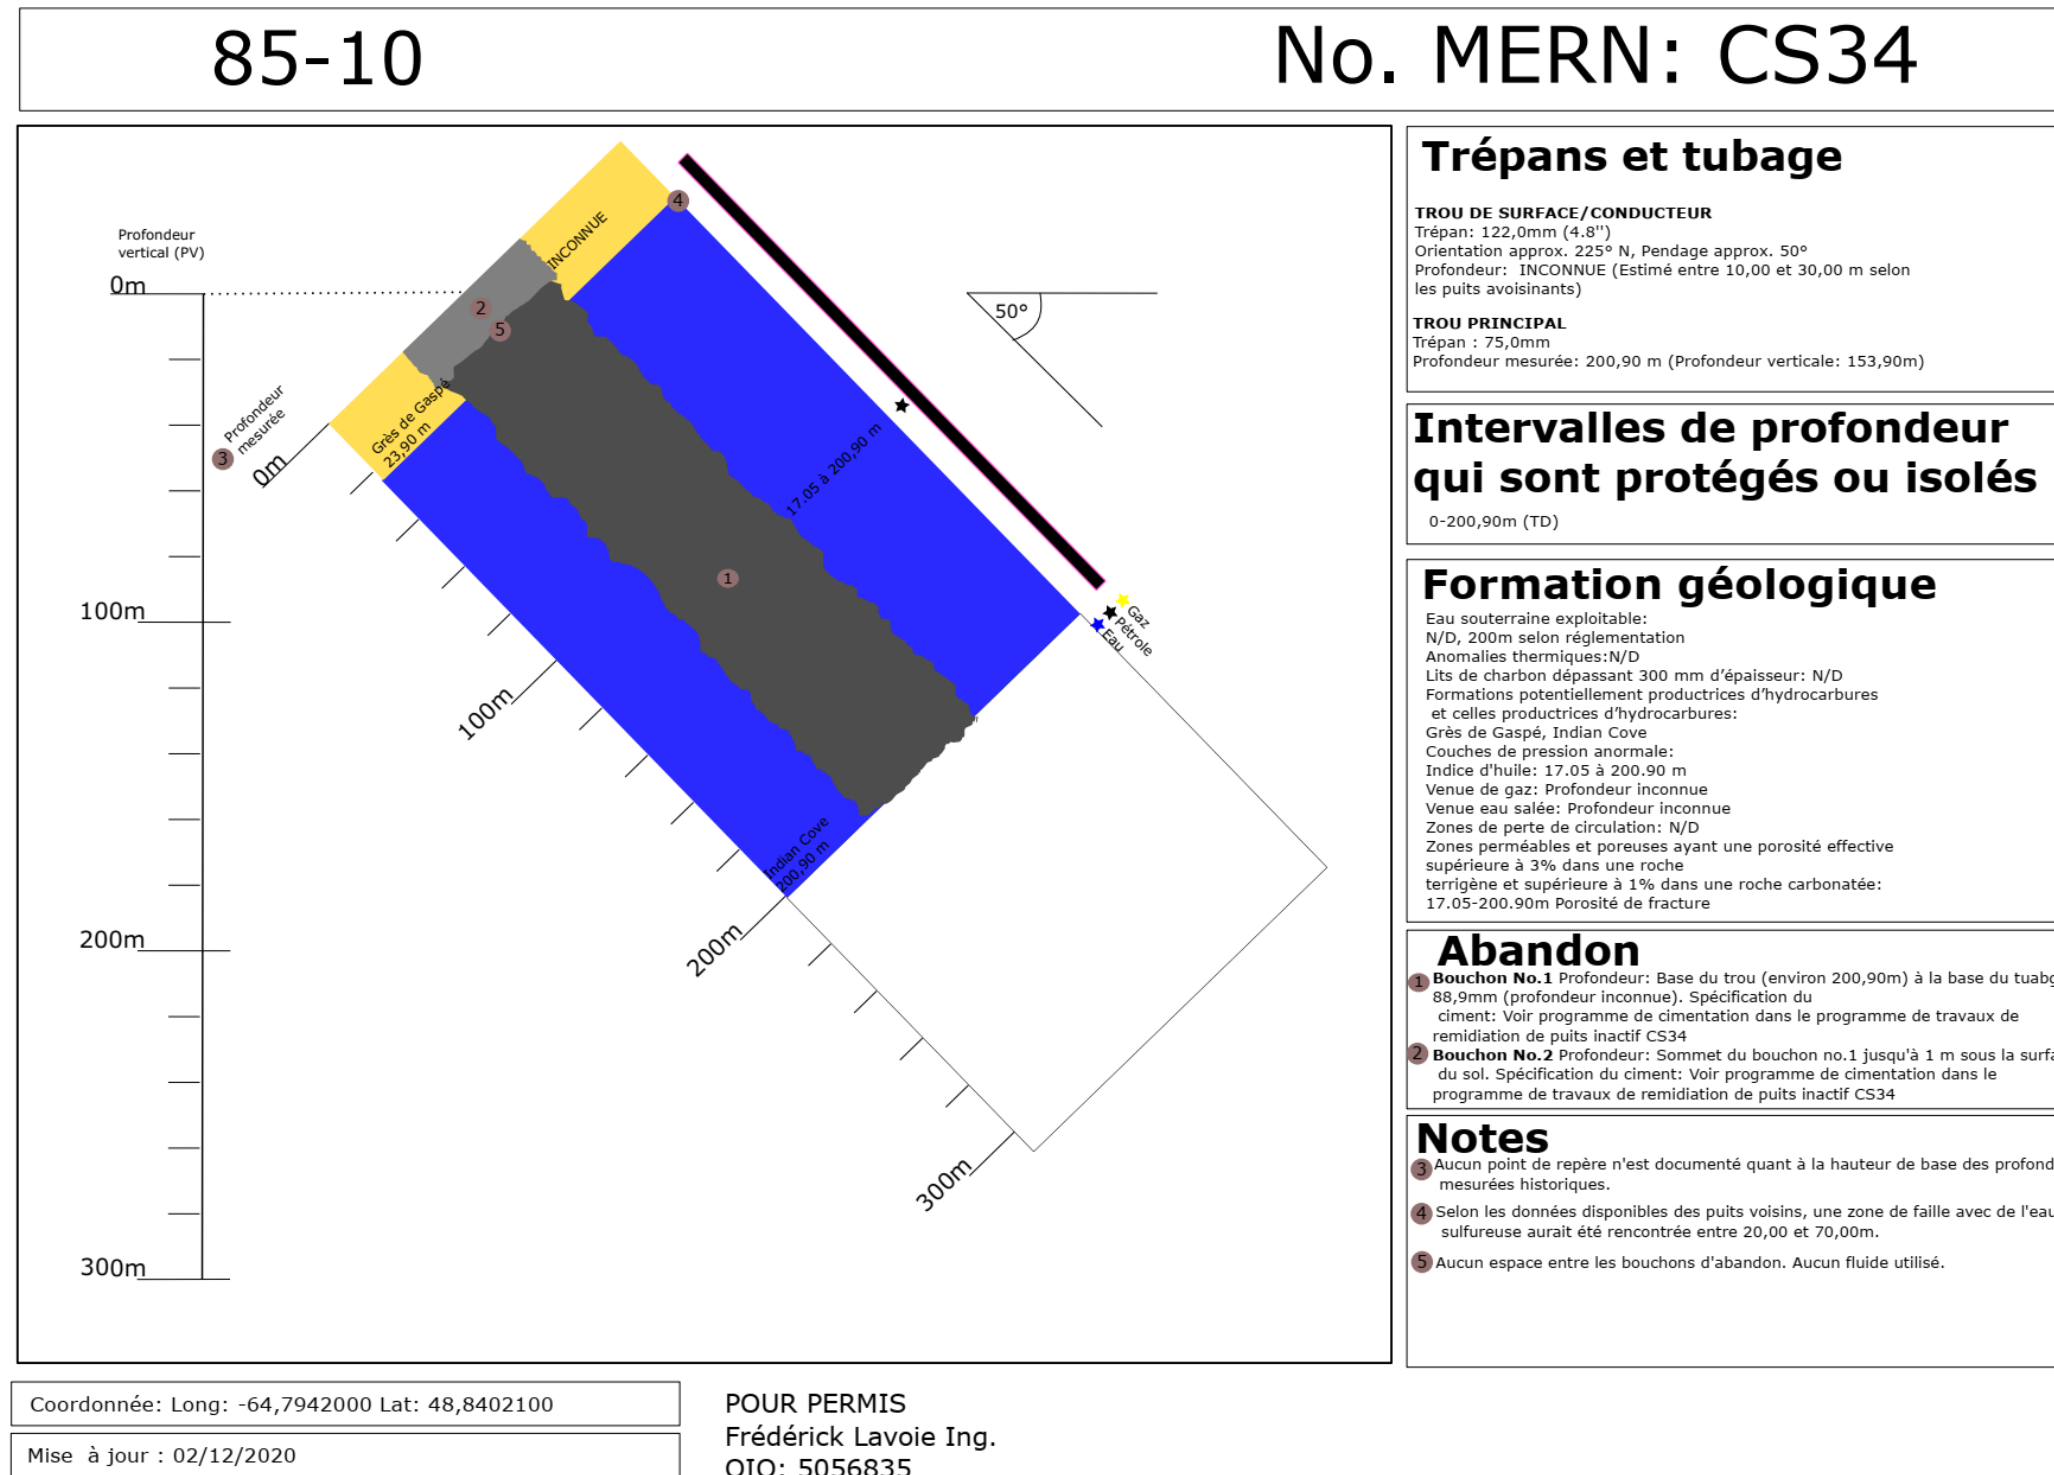 85-10
No. MERN: CS34
Profondeur
vertical (PV)
0m
100m
200m
300m
Profondeur
mesurée
3
0m
100m
200m
300m
INCONNUE
4
2
5
1
Grès de Gaspé
23,90 m
17.05 à 200,90 m
Indian Cove
200,90 m
50°
Gaz
Pétrole
Eau
Trépans et tubage
TROU DE SURFACE/CONDUCTEUR
Trépan: 122,0mm (4.8'')
Orientation approx. 225° N, Pendage approx. 50°
Profondeur: INCONNUE (Estimé entre 10,00 et 30,00 m selon
les puits avoisinants)
TROU PRINCIPAL
Trépan : 75,0mm
Profondeur mesurée: 200,90 m (Profondeur verticale: 153,90m)
Intervalles de profondeur
qui sont protégés ou isolés
0-200,90m (TD)
Formation géologique
Eau souterraine exploitable:
N/D, 200m selon réglementation
Anomalies thermiques:N/D
Lits de charbon dépassant 300 mm d'épaisseur: N/D
Formations potentiellement productrices d'hydrocarbures
et celles productrices d'hydrocarbures:
Grès de Gaspé, Indian Cove
Couches de pression anormale:
Indice d'huile: 17.05 à 200.90 m
Venue de gaz: Profondeur inconnue
Venue eau salée: Profondeur inconnue
Zones de perte de circulation: N/D
Zones perméables et poreuses ayant une porosité effective
supérieure à 3% dans une roche
terrigène et supérieure à 1% dans une roche carbonatée:
17.05-200.90m Porosité de fracture
Abandon
1 Bouchon No.1 Profondeur: Base du trou (environ 200,90m) à la base du tuabg
88,9mm (profondeur inconnue). Spécification du
ciment: Voir programme de cimentation dans le programme de travaux de
remidiation de puits inactif CS34
2 Bouchon No.2 Profondeur: Sommet du bouchon no.1 jusqu'à 1 m sous la surfa
du sol. Spécification du ciment: Voir programme de cimentation dans le
programme de travaux de remidiation de puits inactif CS34
Notes
3 Aucun point de repère n'est documenté quant à la hauteur de base des profond
mesurées historiques.
4 Selon les données disponibles des puits voisins, une zone de faille avec de l'eau
sulfureuse aurait été rencontrée entre 20,00 et 70,00m.
5 Aucun espace entre les bouchons d'abandon. Aucun fluide utilisé.
Coordonnée: Long: -64,7942000 Lat: 48,8402100
Mise à jour : 02/12/2020
POUR PERMIS
Frédérick Lavoie Ing.
OIQ: 5056835